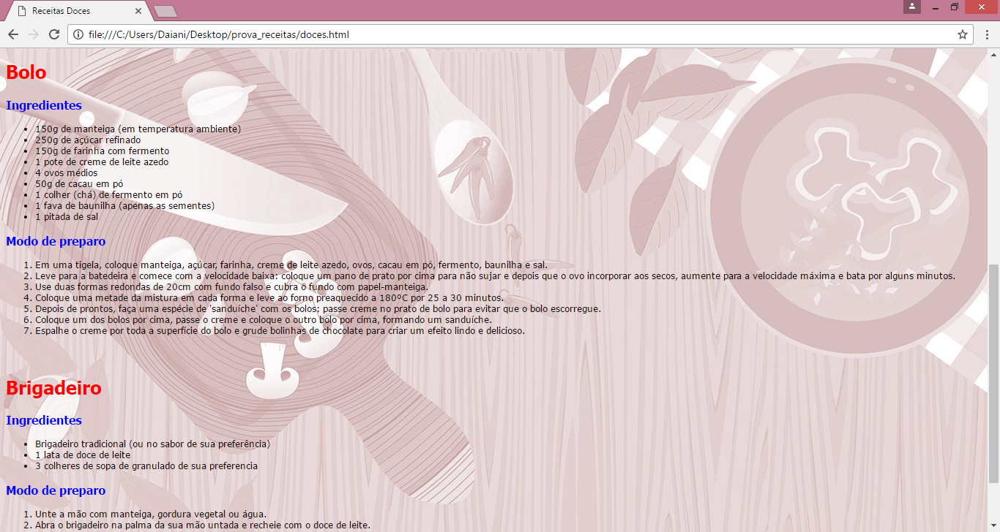 Receitas Doces
file:///C:/Users/Daiani/Desktop/prova_receitas/doces.html
Bolo
Ingredientes
150g de manteiga (em temperatura ambiente)
250g de açúcar refinado
150g de farinha com fermento
1 pote de creme de leite azedo
4 ovos médios
50g de cacau em pó
1 colher (chá) de fermento em pó
1 fava de baunilha (apenas as sementes)
1 pitada de sal
Modo de preparo
1. Em uma tigela, coloque manteiga, açúcar, farinha, creme de leite azedo, ovos, cacau em pó, fermento, baunilha e sal.
2. Leve para a batedeira e comece com a velocidade baixa: coloque um pano de prato por cima para não sujar e depois que o ovo incorporar aos secos, aumente para a velocidade máxima e bata por alguns minutos.
3. Use duas formas redondas de 20cm com fundo falso e cubra o fundo com papel-manteiga.
4. Coloque uma metade da mistura em cada forma e leve ao forno preaquecido a 180ºC por 25 a 30 minutos.
5. Depois de prontos, faça uma espécie de 'sanduíche' com os bolos: passe creme no prato de bolo para evitar que o bolo escorregue.
6. Coloque um dos bolos por cima, passe o creme e coloque o outro bolo por cima, formando um sanduíche.
7. Espalhe o creme por toda a superfície do bolo e grude bolinhas de chocolate para criar um efeito lindo e delicioso.
Brigadeiro
Ingredientes
Brigadeiro tradicional (ou no sabor de sua preferência)
1 lata de doce de leite
3 colheres de sopa de granulado de sua preferencia
Modo de preparo
1. Unte a mão com manteiga, gordura vegetal ou água.
2. Abra o brigadeiro na palma da sua mão untada e recheie com o doce de leite.